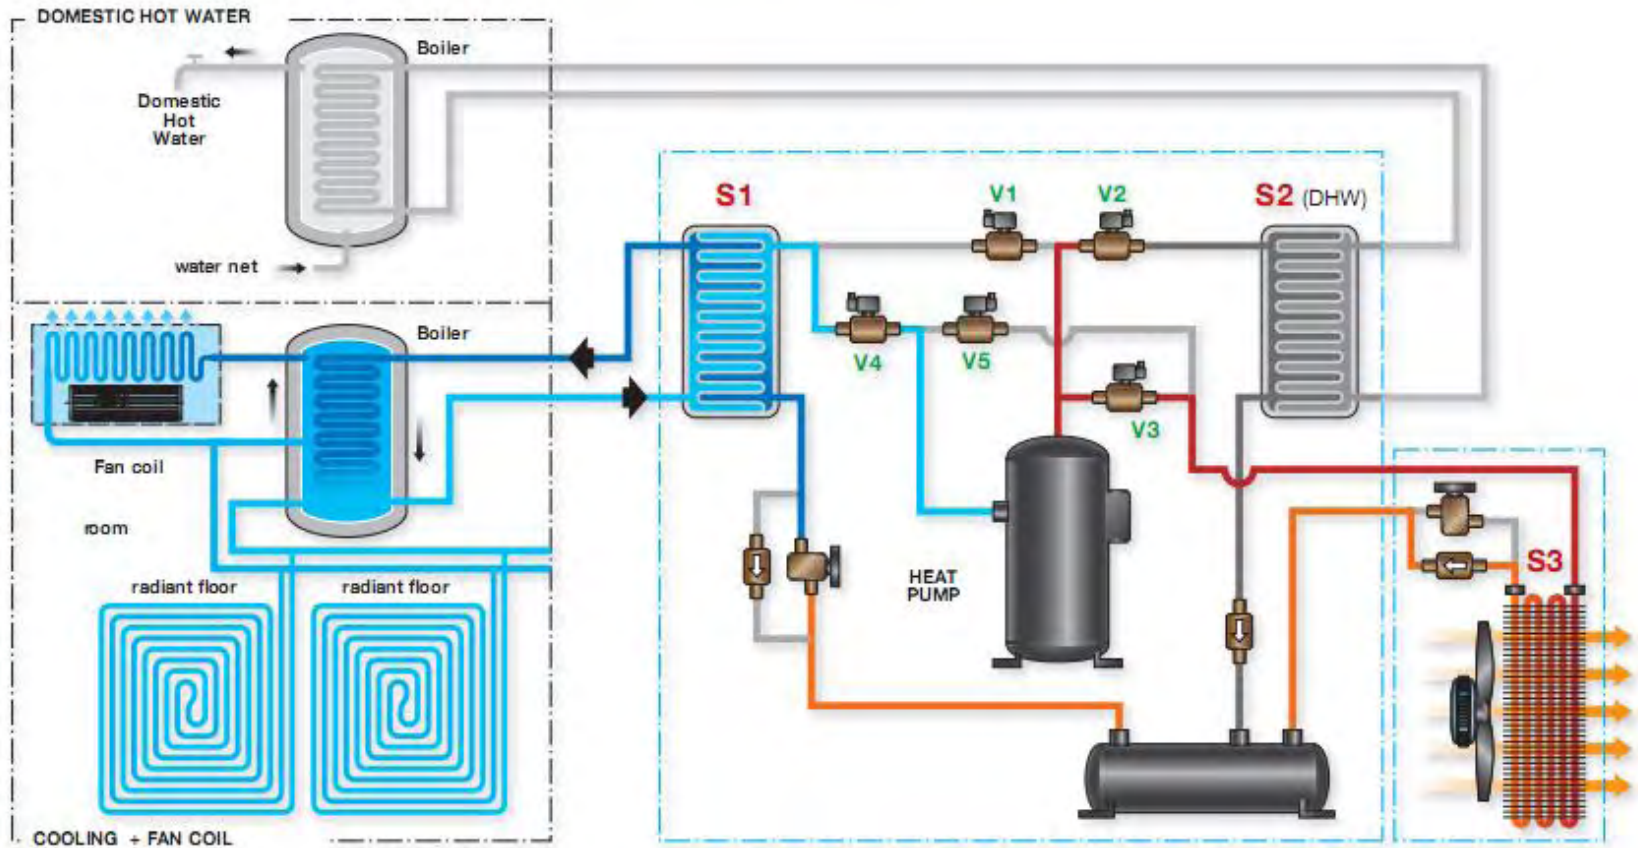 DOMESTIC HOT WATER
Boiler
Domestic
Hot
Water
water net
S1
V1
V2
S2 (DHW)
Boiler
V4
V5
V3
Fan coil
room
S3
HEAT
PUMP
radiant floor
radiant floor
COOLING + FAN COIL